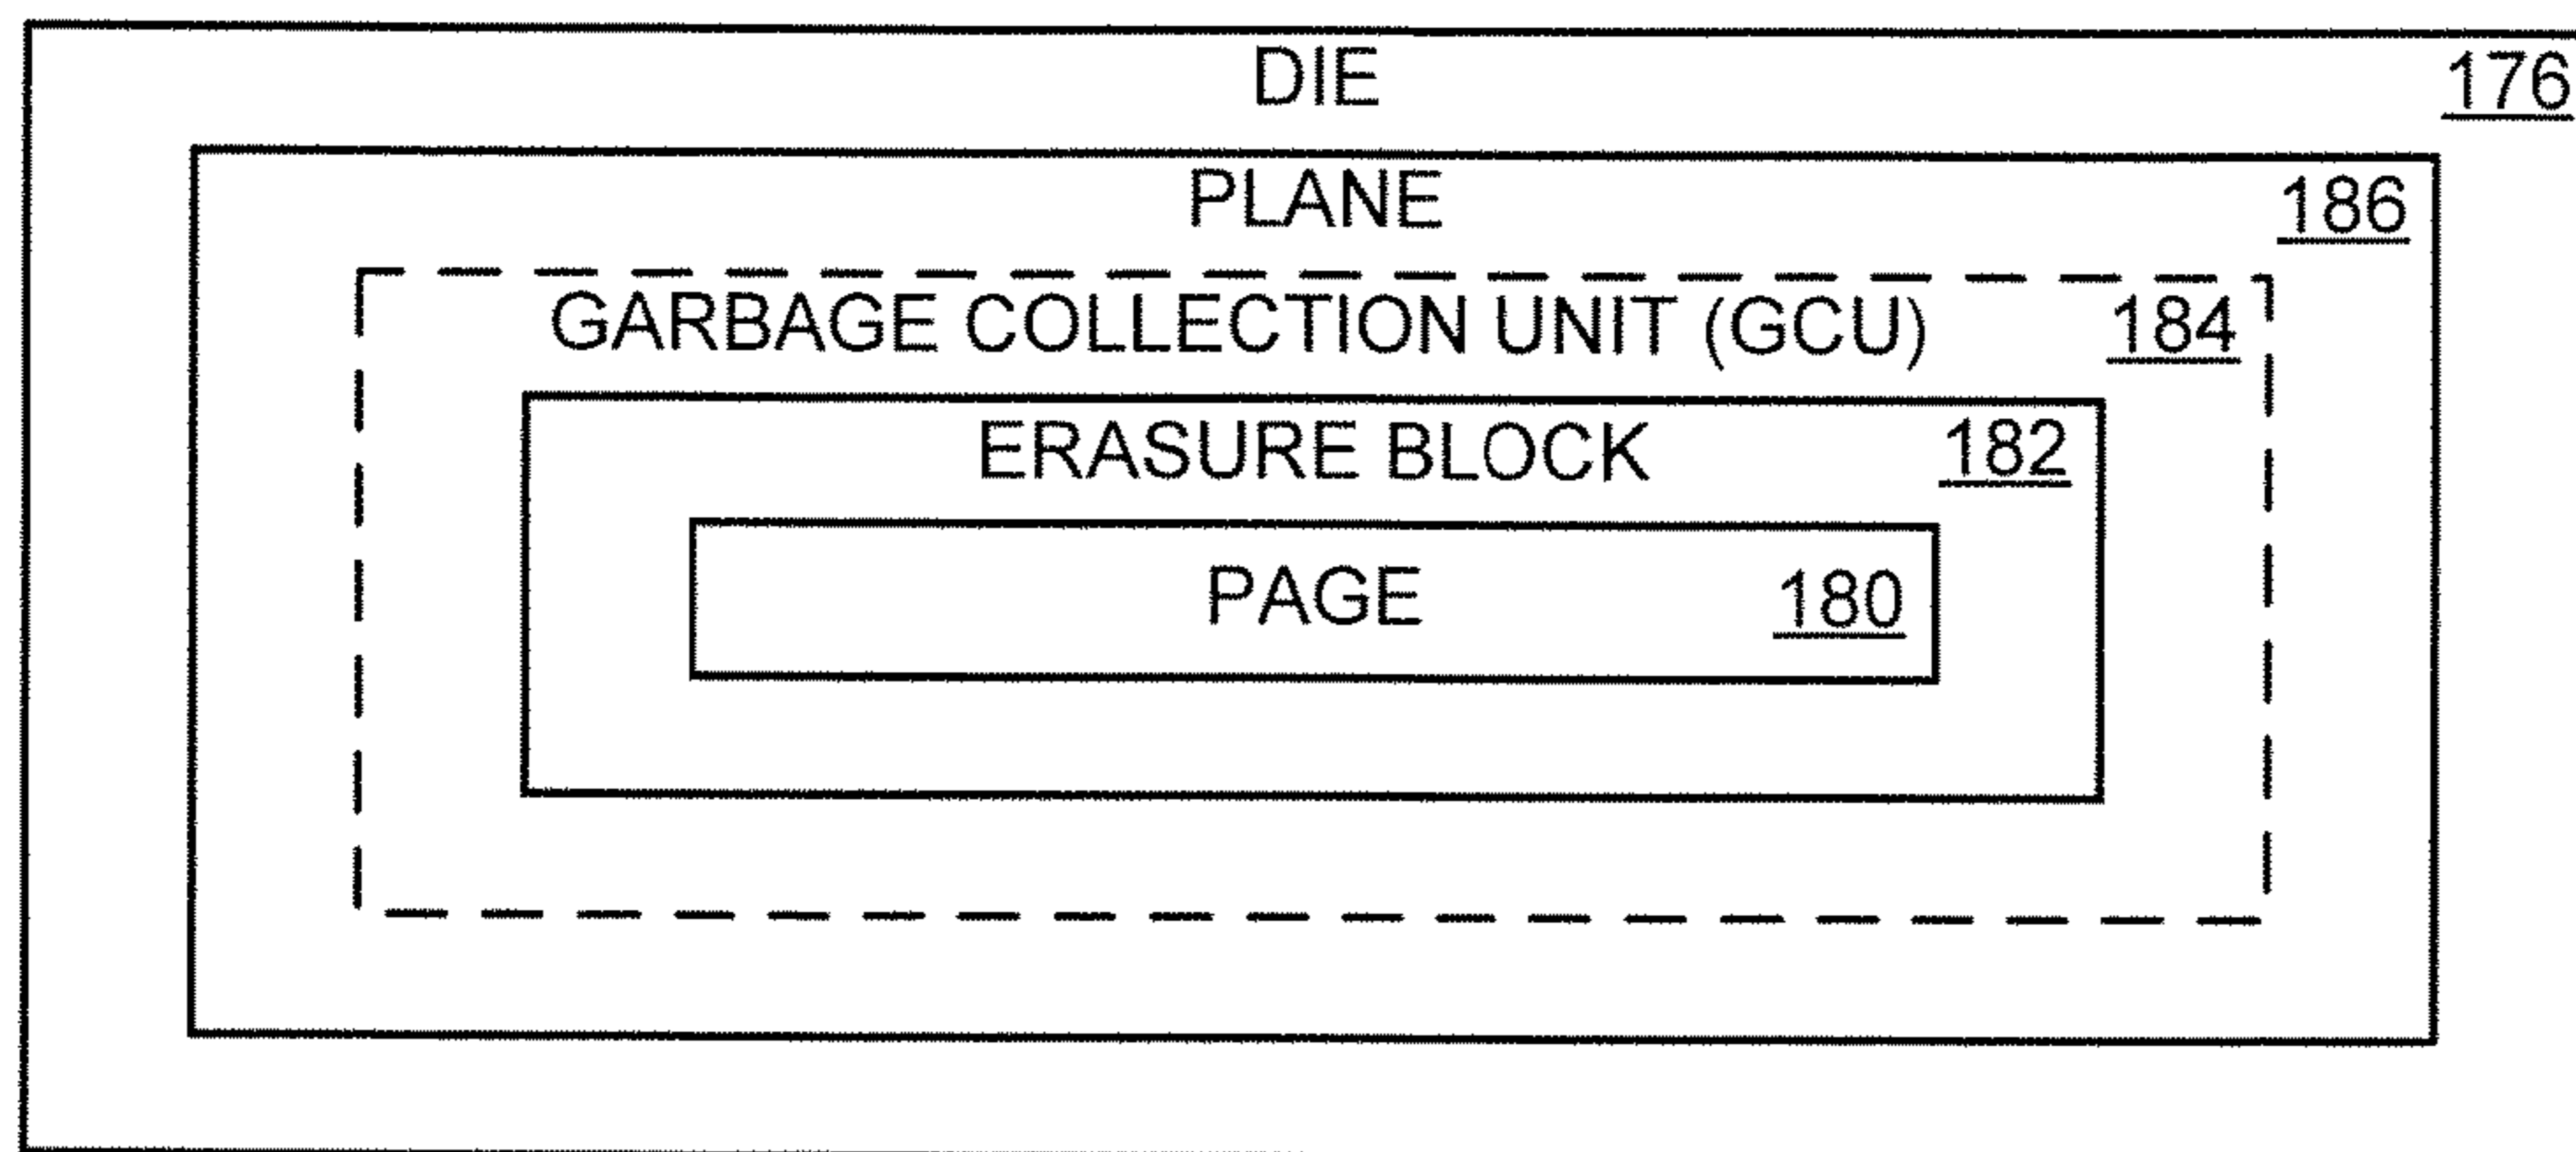 DIE 176
PLANE 186
GARBAGE COLLECTION UNIT (GCU) 184
ERASURE BLOCK 182
PAGE 180